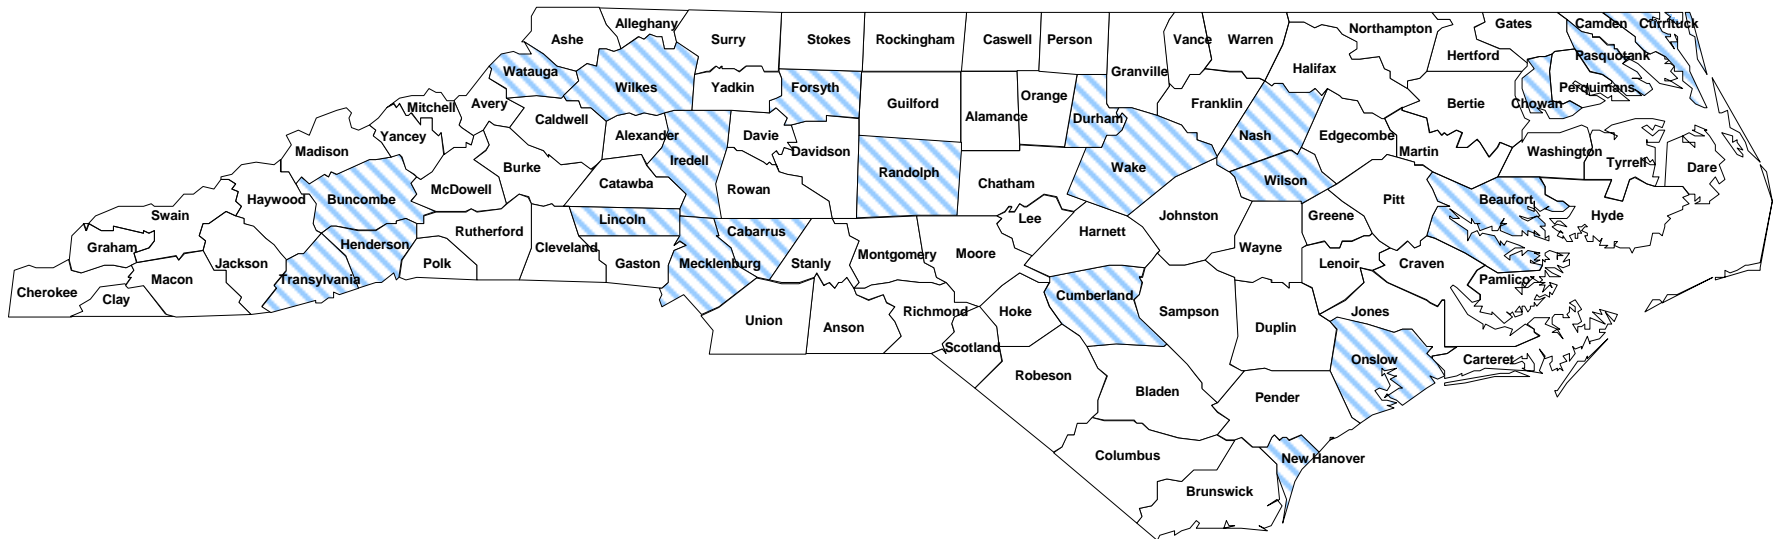 Alleghany
Ashe
Surry
Stokes
Rockingham
Caswell
Person
Vance
Warren
Northampton
Gates
Camden
Currituck
Hertford
Pasquotank
Watauga
Wilkes
Yadkin
Forsyth
Guilford
Granville
Halifax
Perquimans
Mitchell
Avery
Caldwell
Alexander
Davie
Alamance
Orange
Durham
Franklin
Nash
Edgecombe
Bertie
Chowan
Yancey
Madison
Burke
Iredell
Davidson
Martin
Washington
Tyrrell
Dare
Buncombe
McDowell
Catawba
Rowan
Randolph
Chatham
Wake
Wilson
Haywood
Swain
Lincoln
Cabarrus
Lee
Johnston
Greene
Pitt
Beaufort
Hyde
Graham
Henderson
Rutherford
Cleveland
Harnett
Wayne
Jackson
Polk
Gaston
Mecklenburg
Stanly
Montgomery
Moore
Lenoir
Craven
Cherokee
Clay
Macon
Transylvania
Cumberland
Pamlico
Union
Anson
Richmond
Hoke
Sampson
Duplin
Jones
Scotland
Robeson
Bladen
Onslow
Carteret
Pender
Columbus
New Hanover
Brunswick